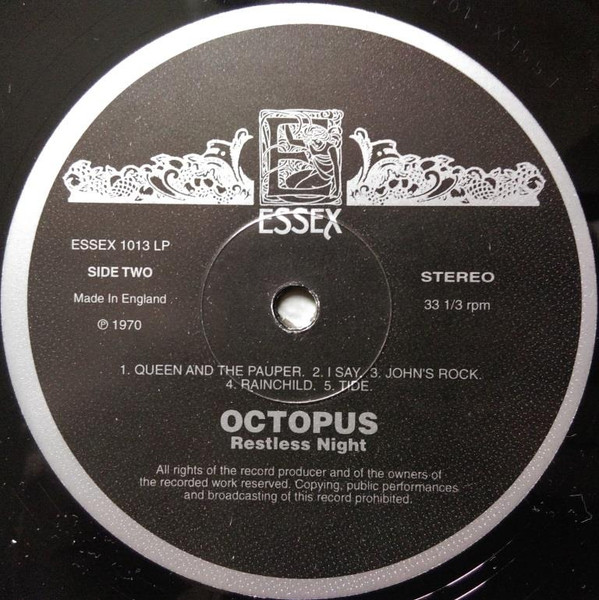 E
ESSEX
ESSEX 1013 LP
SIDE TWO
Made In England
℗ 1970
STEREO
33 1/3 rpm
1. QUEEN AND THE PAUPER. 2. I SAY. 3. JOHN'S ROCK.
4. RAINCHILD. 5. TIDE.
OCTOPUS
Restless Night
All rights of the record producer and of the owners of
the recorded work reserved. Copying, public performances
and broadcasting of this record prohibited.